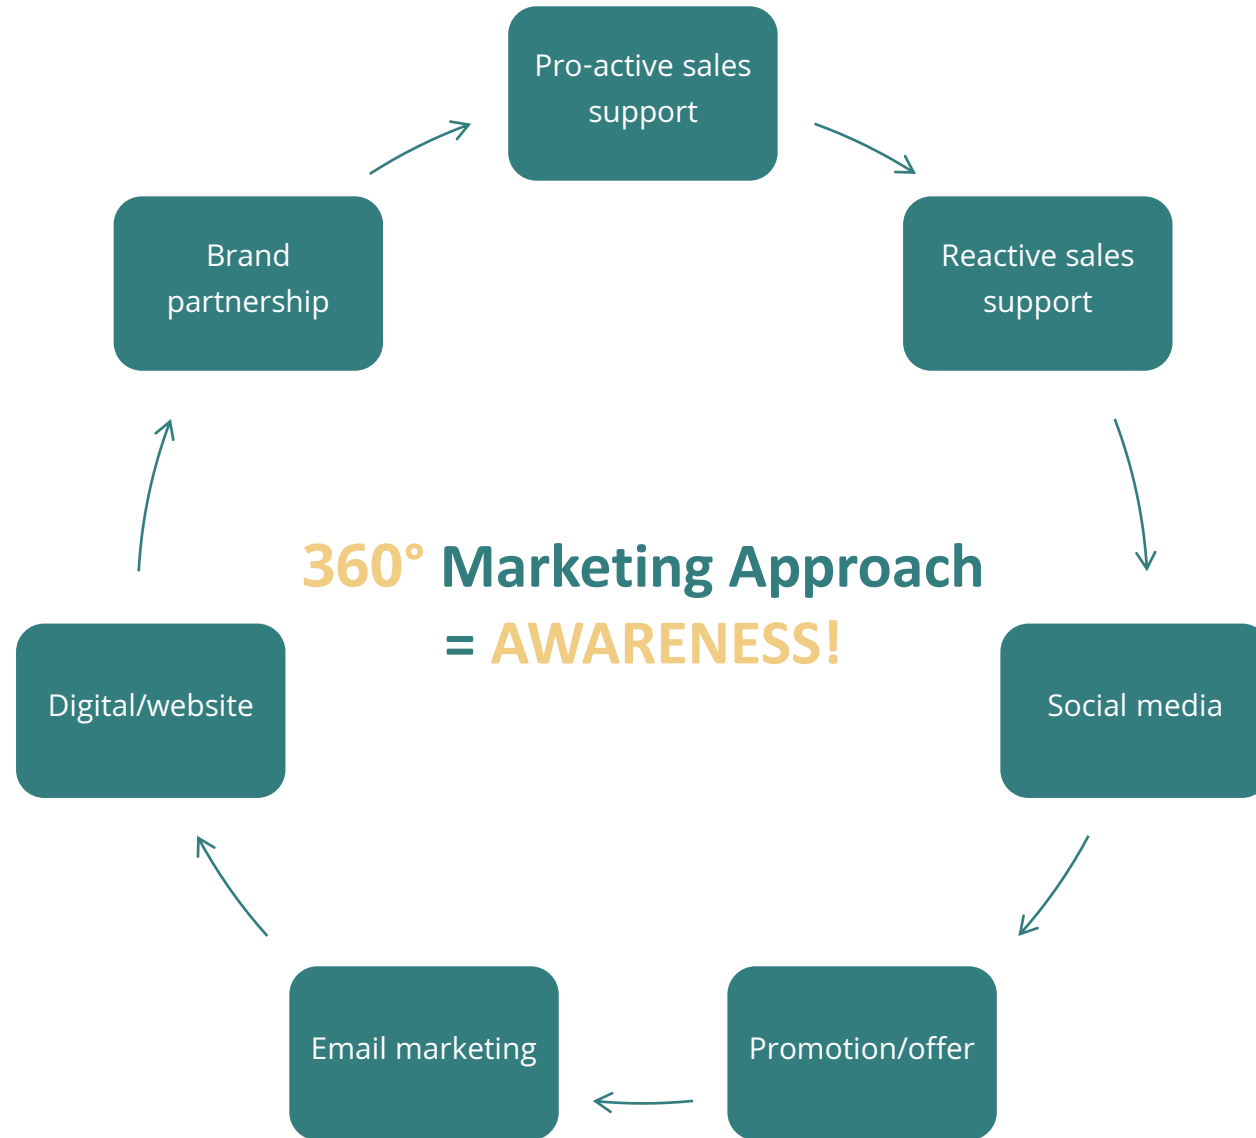 Pro-active sales
support
Reactive sales
support
Social media
Promotion/offer
Email marketing
Digital/website
Brand
partnership
360° Marketing Approach
= AWARENESS!